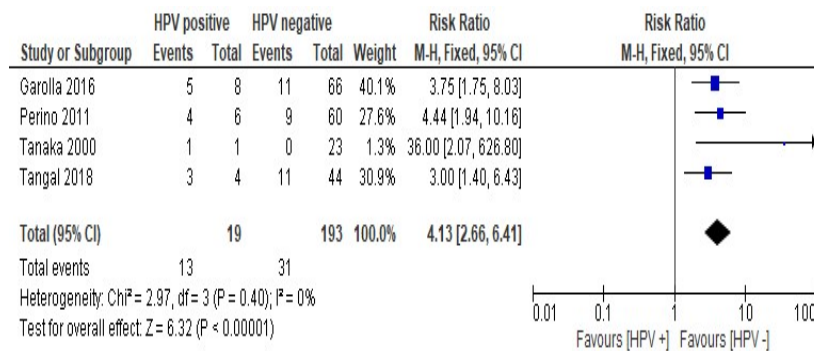 HPV positive HPV negative Risk Ratio Risk Ratio
Study or Subgroup Events Total Events Total Weight M-H, Fixed, 95% CI M-H, Fixed, 95% CI
Garolla 2016 5 8 11 66 40.1% 3.75 [1.75, 8.03]
Perino 2011 4 6 9 60 27.6% 4.44 [1.94, 10.16]
Tanaka 2000 1 1 0 23 1.3% 36.00 [2.07, 626.80]
Tangal 2018 3 4 11 44 30.9% 3.00 [1.40, 6.43]
Total (95% CI) 19 193 100.0% 4.13 [2.66, 6.41]
Total events 13 31
Heterogeneity: Chi² = 2.97, df = 3 (P = 0.40); I² = 0%
Test for overall effect: Z = 6.32 (P < 0.00001)
0.01 0.1 1 10 100
Favours [HPV +] Favours [HPV -]